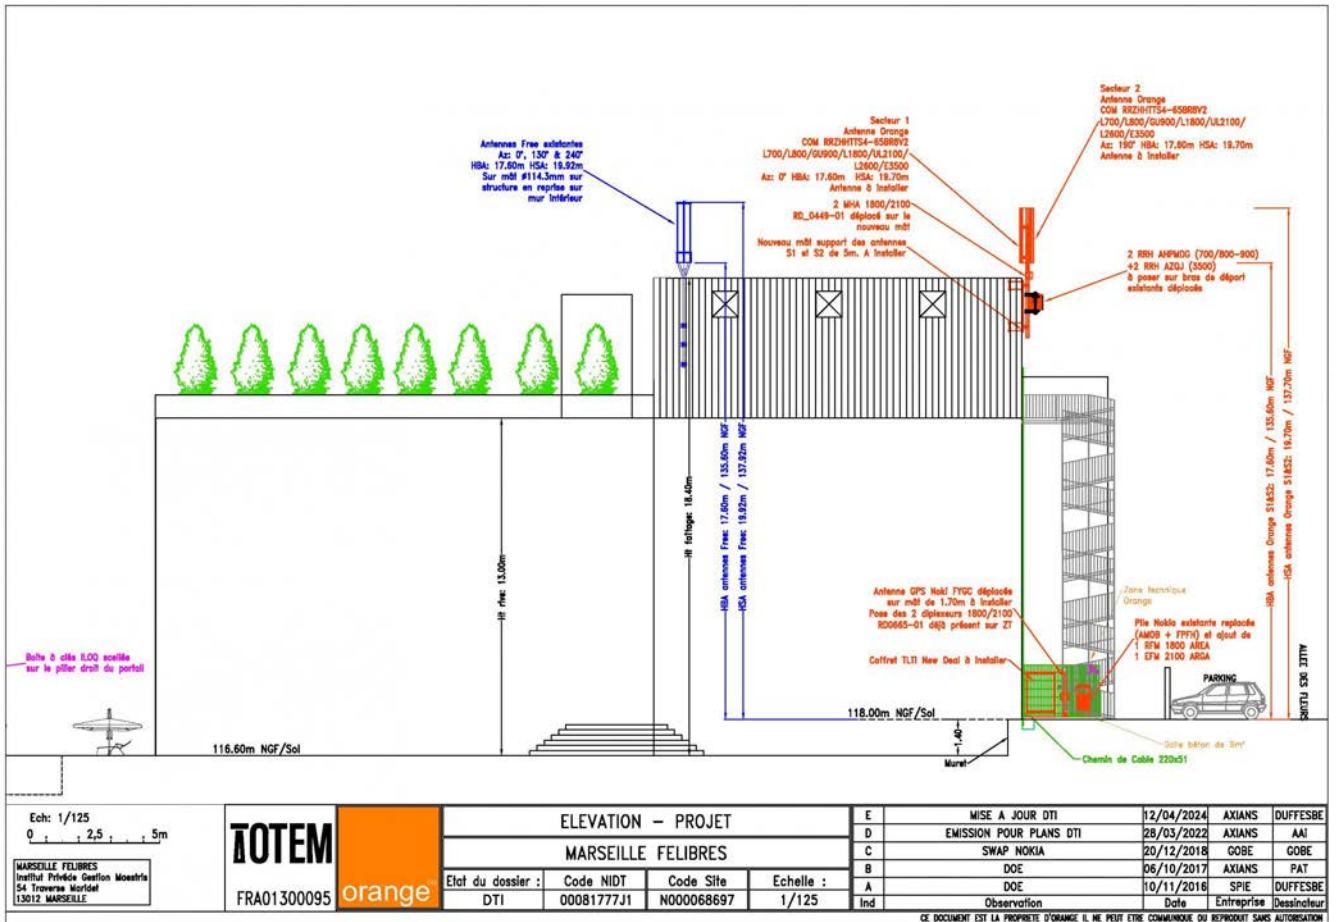 Antennes Free existantes
Az: 0°, 130° & 240°
HBA: 17.60m HSA: 19.92m
Sur mât ø114.3mm sur
structure en reprise sur
mur intérieur
Secteur 1
Antenne Orange
COM RRZHHTTS4-65BR8V2
L700/L800/GU900/L1800/UL2100/
L2600/E3500
Az: 0° HBA: 17.60m HSA: 19.70m
Antenne à installer
2 MHA 1800/2100
RD_0449-01 déplacé sur le
nouveau mât
Nouveau mât support des antennes
S1 et S2 de 5m. A installer
Secteur 2
Antenne Orange
COM RRZHHTTS4-65BR8V2
L700/L800/GU900/L1800/UL2100/
L2600/E3500
Az: 190° HBA: 17.60m HSA: 19.70m
Antenne à installer
2 RRH AHPMDG (700/800-900)
+2 RRH AZQJ (3500)
à poser sur bras de déport
existants déplacés
Ht rive: 13.00m
Ht faîtage: 18.40m
HBA antennes Free: 17.60m / 135.60m NGF
HSA antennes Free: 19.92m / 137.92m NGF
HBA antennes Orange S1&S2: 17.60m / 135.60m NGF
HSA antennes Orange S1&S2: 19.70m / 137.70m NGF
Antenne GPS Noki FYGC déplacée
sur mât de 1.70m à installer
Pose des 2 diplexeurs 1800/2100
RD0665-01 déjà présent sur ZT
Coffret TLTI New Deal à installer
Zone technique
Orange
Pile Nokia existante replacée
(AMOB + FPFH) et ajout de
1 RFM 1800 AREA
1 EFM 2100 ARGA
Boîte à clés ILOQ scellée
sur le pilier droit du portail
PARKING
ALLEE DES FLEURS
118.00m NGF/Sol
116.60m NGF/Sol
1.40
Muret
Dalle béton de
Chemin de Cable 220x51
Ech: 1/125
0 2,5 5m
MARSEILLE FELIBRES
Institut Privéde Gestion Maestris
54 Traverse Maridet
13012 MARSEILLE
TOTEM
FRA01300095
orange
ELEVATION - PROJET
MARSEILLE FELIBRES
Etat du dossier : Code NIDT Code Site Echelle :
DTI 00081777J1 N000068697 1/125
E MISE A JOUR DTI 12/04/2024 AXIANS DUFFESBE
D EMISSION POUR PLANS DTI 28/03/2022 AXIANS AAI
C SWAP NOKIA 20/12/2018 GOBE GOBE
B DOE 06/10/2017 AXIANS PAT
A DOE 10/11/2016 SPIE DUFFESBE
Ind Observation Date Entreprise Dessinateur
CE DOCUMENT EST LA PROPRIETE D'ORANGE IL NE PEUT ETRE COMMUNIQUE OU REPRODUIT SANS AUTORISATION